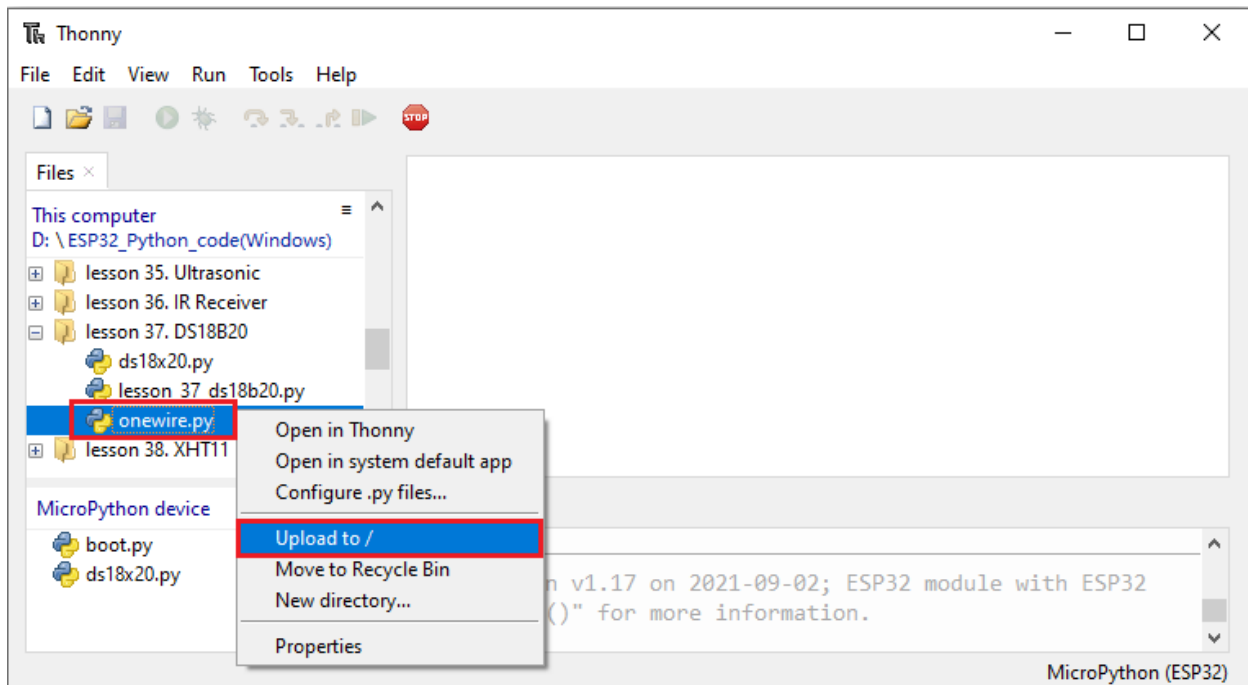 Thonny
File Edit View Run Tools Help
STOP
Files
This computer
D: \ ESP32_Python_code(Windows)
lesson 35. Ultrasonic
lesson 36. IR Receiver
lesson 37. DS18B20
ds18x20.py
lesson_37_ds18b20.py
onewire.py
lesson 38. XHT11
Open in Thonny
Open in system default app
Configure .py files...
Upload to /
Move to Recycle Bin
New directory...
Properties
MicroPython device
boot.py
ds18x20.py
n v1.17 on 2021-09-02; ESP32 module with ESP32
()" for more information.
MicroPython (ESP32)